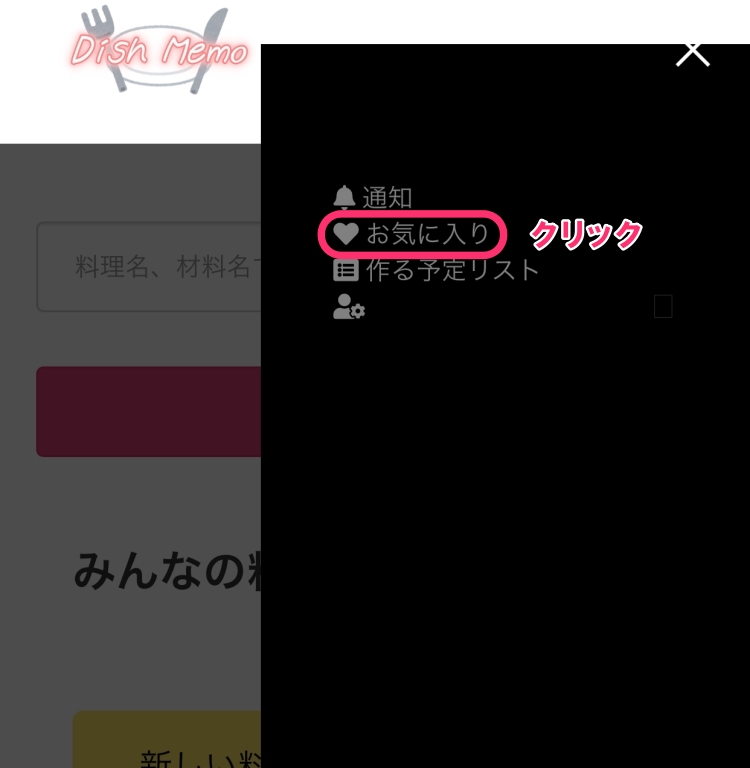 Dish Memo
通知
お気に入り
クリック
作る予定リスト
料理名、材料名
みんなの
新しい料